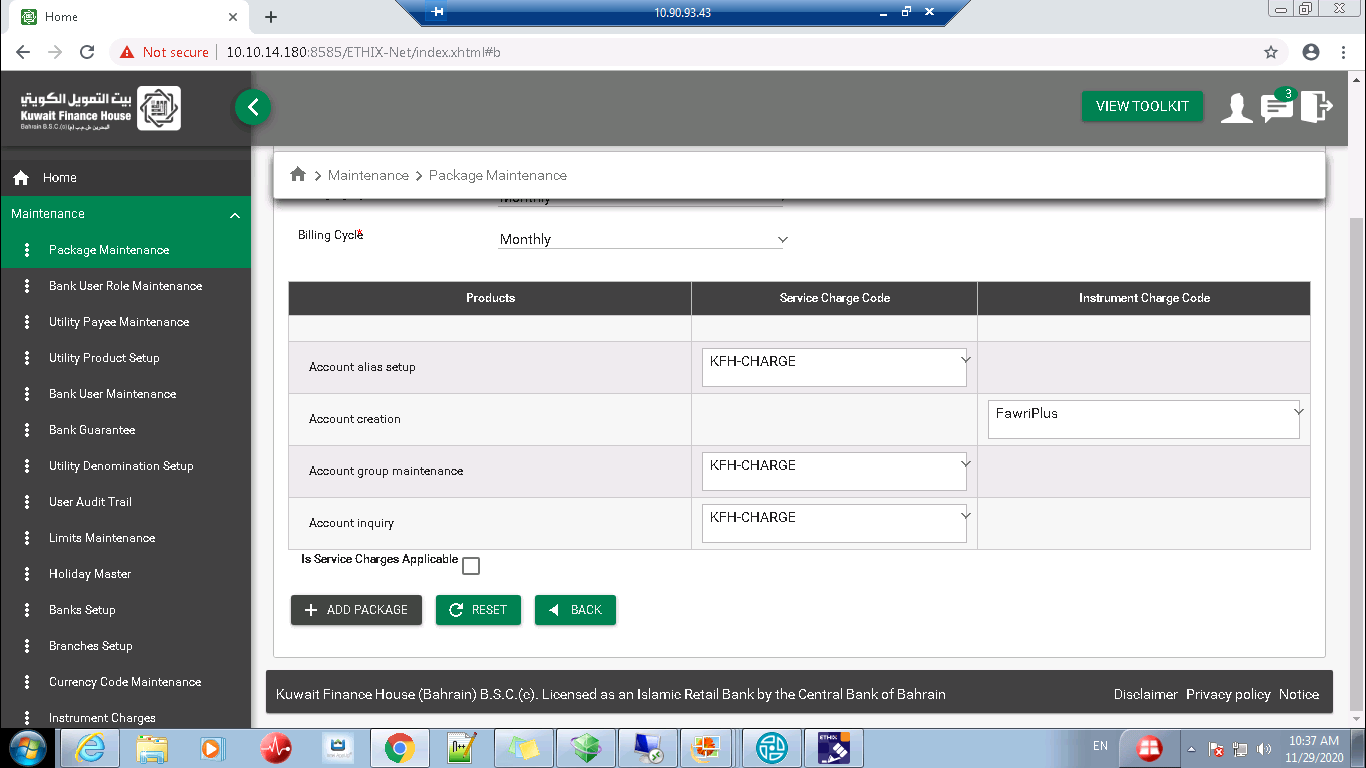 Home
10.90.93.43
Not secure
10.10.14.180:8585/ETHIX-Net/index.xhtml#b
بيت التمويل الكويتي
Kuwait Finance House
Bahrain B.S.C.(c) البحرين ش.م.ب (م)
VIEW TOOLKIT
3
Home
Maintenance
Package Maintenance
Bank User Role Maintenance
Utility Payee Maintenance
Utility Product Setup
Bank User Maintenance
Bank Guarantee
Utility Denomination Setup
User Audit Trail
Limits Maintenance
Holiday Master
Banks Setup
Branches Setup
Currency Code Maintenance
Instrument Charges
Maintenance > Package Maintenance
Monthly
Billing Cycle* Monthly
Products Service Charge Code Instrument Charge Code
Account alias setup KFH-CHARGE
Account creation FawriPlus
Account group maintenance KFH-CHARGE
Account inquiry KFH-CHARGE
Is Service Charges Applicable
ADD PACKAGE RESET BACK
Kuwait Finance House (Bahrain) B.S.C.(c). Licensed as an Islamic Retail Bank by the Central Bank of Bahrain Disclaimer Privacy policy Notice
ETHIX
EN
10:37 AM
11/29/2020